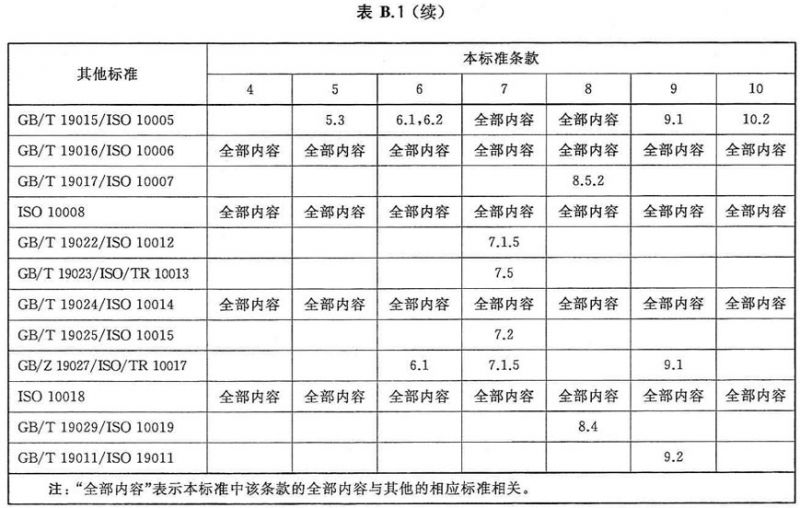 表 B.1（续）
其他标准 本标准条款
4 5 6 7 8 9 10
GB/T 19015/ISO 10005 5.3 6.1,6.2 全部内容 全部内容 9.1 10.2
GB/T 19016/ISO 10006 全部内容 全部内容 全部内容 全部内容 全部内容 全部内容 全部内容
GB/T 19017/ISO 10007 8.5.2
ISO 10008 全部内容 全部内容 全部内容 全部内容 全部内容 全部内容 全部内容
GB/T 19022/ISO 10012 7.1.5
GB/T 19023/ISO/TR 10013 7.5
GB/T 19024/ISO 10014 全部内容 全部内容 全部内容 全部内容 全部内容 全部内容 全部内容
GB/T 19025/ISO 10015 7.2
GB/Z 19027/ISO/TR 10017 6.1 7.1.5 9.1
ISO 10018 全部内容 全部内容 全部内容 全部内容 全部内容 全部内容 全部内容
GB/T 19029/ISO 10019 8.4
GB/T 19011/ISO 19011 9.2
注：“全部内容”表示本标准中该条款的全部内容与其他的相应标准相关。